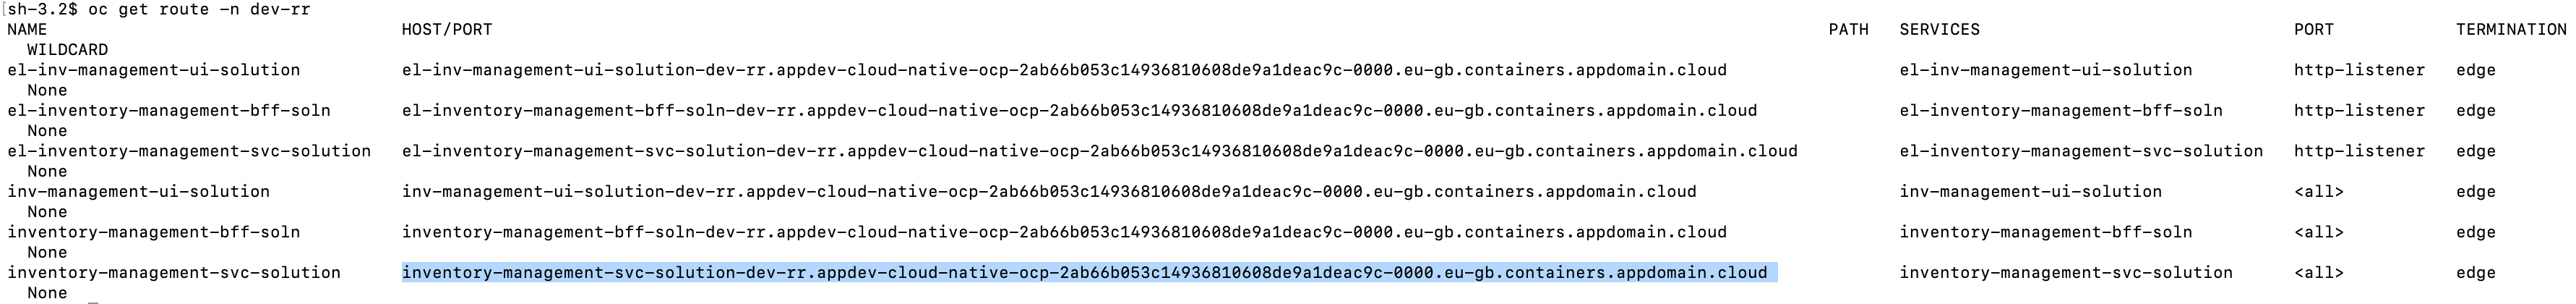 [sh-3.2$ oc get route -n dev-rr
NAME HOST/PORT PATH SERVICES PORT TERMINATION
WILDCARD
el-inv-management-ui-solution el-inv-management-ui-solution-dev-rr.appdev-cloud-native-ocp-2ab66b053c14936810608de9a1deac9c-0000.eu-gb.containers.appdomain.cloud el-inv-management-ui-solution http-listener edge
None
el-inventory-management-bff-soln el-inventory-management-bff-soln-dev-rr.appdev-cloud-native-ocp-2ab66b053c14936810608de9a1deac9c-0000.eu-gb.containers.appdomain.cloud el-inventory-management-bff-soln http-listener edge
None
el-inventory-management-svc-solution el-inventory-management-svc-solution-dev-rr.appdev-cloud-native-ocp-2ab66b053c14936810608de9a1deac9c-0000.eu-gb.containers.appdomain.cloud el-inventory-management-svc-solution http-listener edge
None
inv-management-ui-solution inv-management-ui-solution-dev-rr.appdev-cloud-native-ocp-2ab66b053c14936810608de9a1deac9c-0000.eu-gb.containers.appdomain.cloud inv-management-ui-solution <all> edge
None
inventory-management-bff-soln inventory-management-bff-soln-dev-rr.appdev-cloud-native-ocp-2ab66b053c14936810608de9a1deac9c-0000.eu-gb.containers.appdomain.cloud inventory-management-bff-soln <all> edge
None
inventory-management-svc-solution inventory-management-svc-solution-dev-rr.appdev-cloud-native-ocp-2ab66b053c14936810608de9a1deac9c-0000.eu-gb.containers.appdomain.cloud inventory-management-svc-solution <all> edge
None